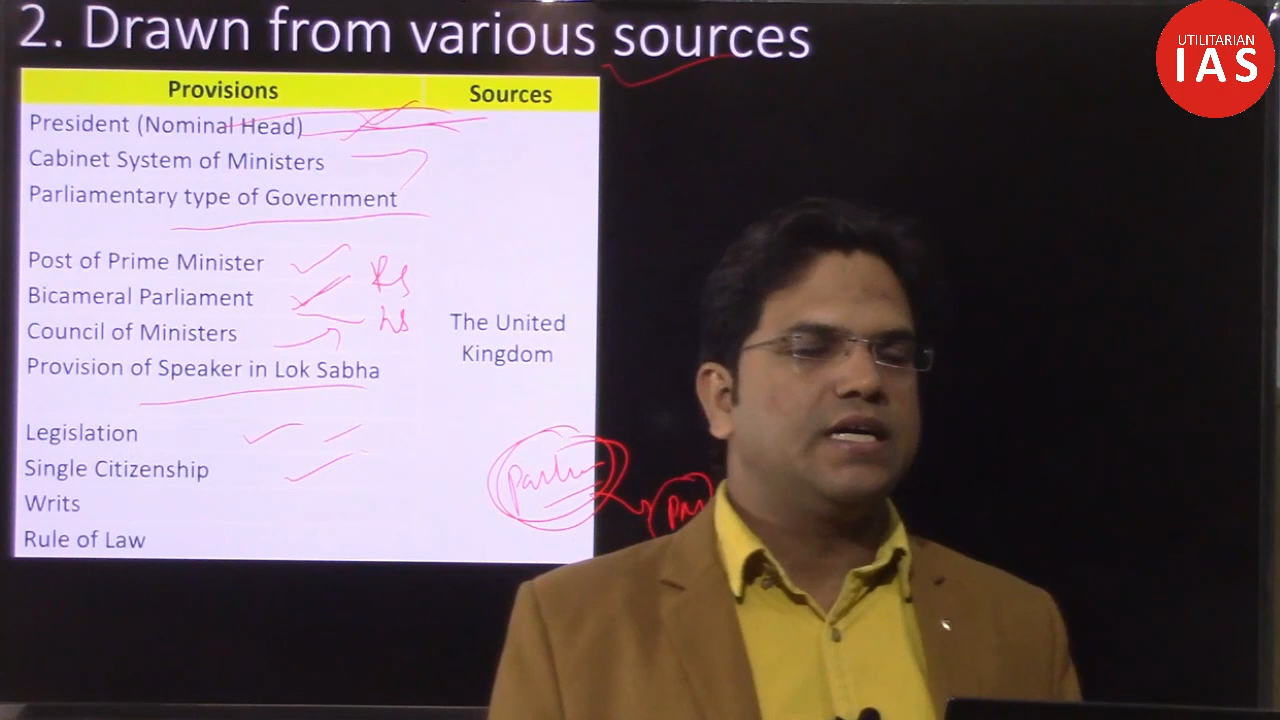 2. Drawn from various sources
UTILITARIAN
IAS
Provisions Sources
President (Nominal Head)
Cabinet System of Ministers
Parliamentary type of Government
Post of Prime Minister
Bicameral Parliament
Council of Ministers
Provision of Speaker in Lok Sabha
Legislation
Single Citizenship
Writs
Rule of Law
The United
Kingdom
RS
LS